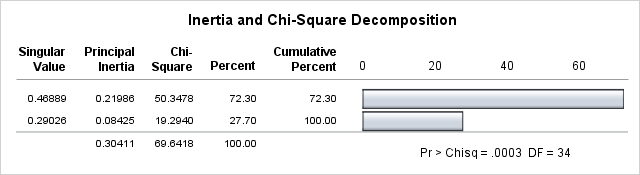 Inertia and Chi-Square Decomposition
Singular Value Principal Inertia Chi-Square Percent Cumulative Percent 0 20 40 60
0.46889 0.21986 50.3478 72.30 72.30
0.29026 0.08425 19.2940 27.70 100.00
0.30411 69.6418 100.00
Pr > Chisq = .0003 DF = 34